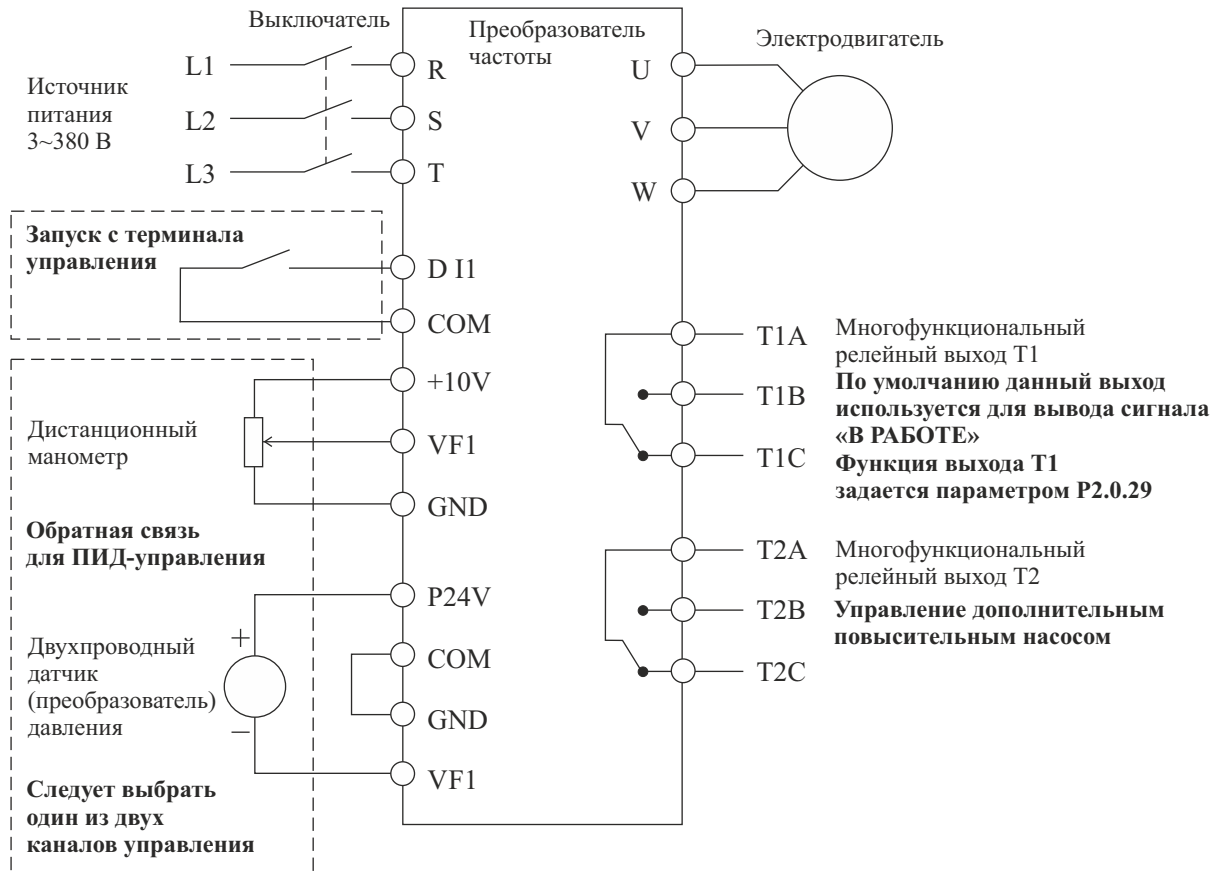 Выключатель
Преобразователь
частоты
Электродвигатель
Источник
питания
3~380 В
L1
L2
L3
R
S
T
U
V
W
Запуск с терминала
управления
D I1
COM
Дистанционный
манометр
+10V
VF1
GND
Обратная связь
для ПИД-управления
Двухпроводный
датчик
(преобразователь)
давления
+
–
P24V
COM
GND
VF1
Следует выбрать
один из двух
каналов управления
T1A
T1B
T1C
Многофункциональный
релейный выход T1
По умолчанию данный выход
используется для вывода сигнала
«В РАБОТЕ»
Функция выхода T1
задается параметром P2.0.29
T2A
T2B
T2C
Многофункциональный
релейный выход T2
Управление дополнительным
повысительным насосом